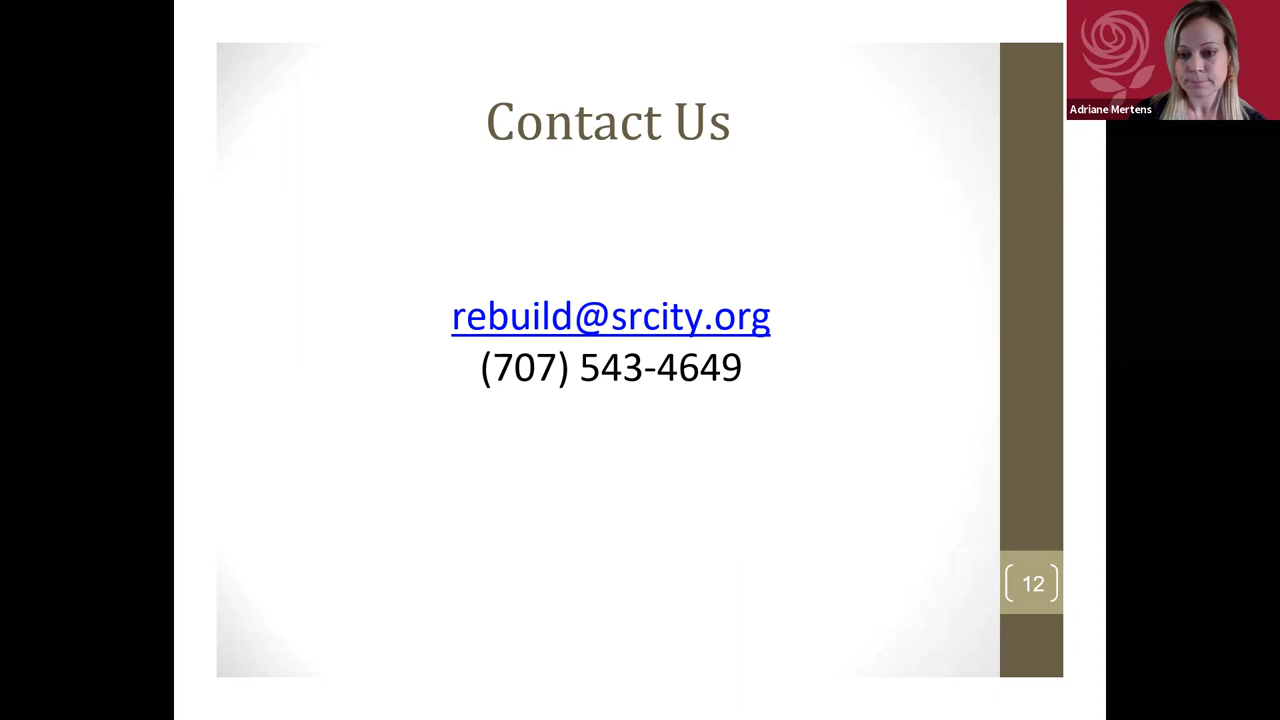 Contact Us
rebuild@srcity.org
(707) 543-4649
12
Adriane Mertens